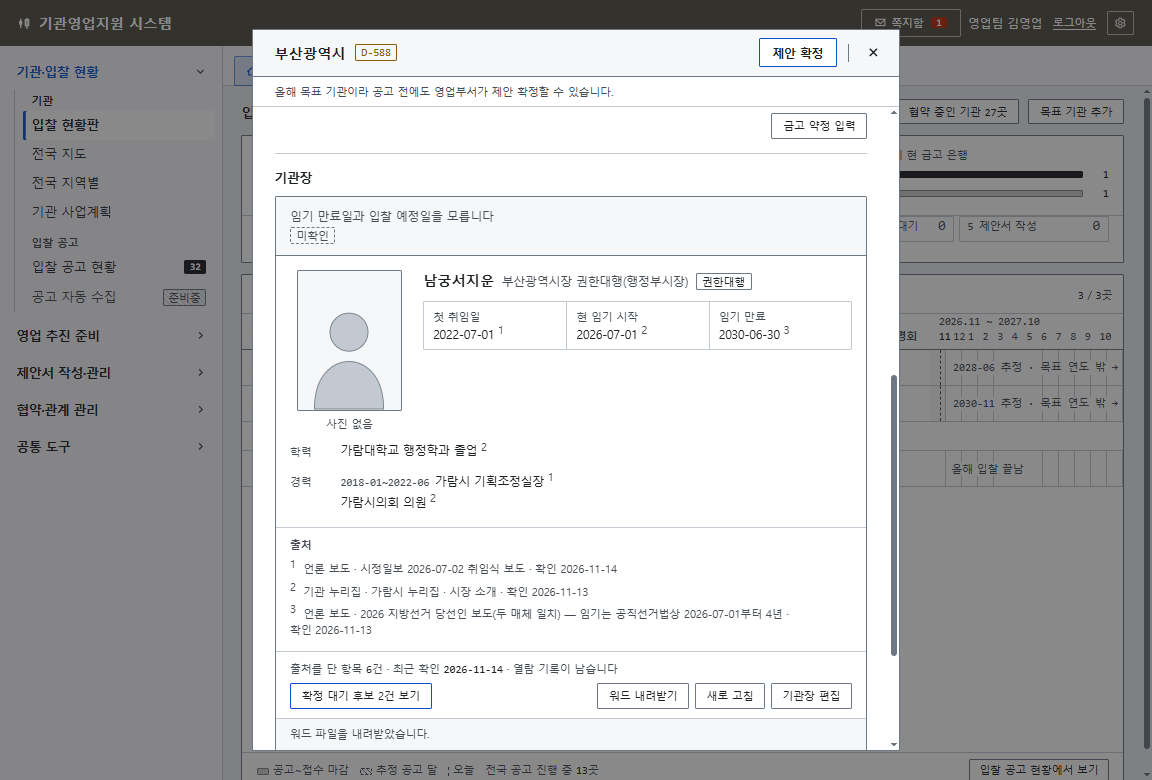 기관영업지원 시스템
쪽지함 1
영업팀 김영업
로그아웃
기관·입찰 현황
기관
입찰 현황판
전국 지도
전국 지역별
기관 사업계획
입찰 공고
입찰 공고 현황 32
공고 자동 수집 준비중
영업 추진 준비
제안서 작성·관리
협약·관계 관리
공통 도구
부산광역시 D-588
제안 확정
올해 목표 기관이라 공고 전에도 영업부서가 제안 확정할 수 있습니다.
금고 약정 입력
기관장
임기 만료일과 입찰 예정일을 모릅니다
미확인
사진 없음
남궁서지운 부산광역시장 권한대행(행정부시장) 권한대행
첫 취임일
2022-07-01 1
현 임기 시작
2026-07-01 2
임기 만료
2030-06-30 3
학력 가람대학교 행정학과 졸업 2
경력 2018-01~2022-06 가람시 기획조정실장 1
가람시의회 의원 2
출처
1 언론 보도 · 시정일보 2026-07-02 취임식 보도 · 확인 2026-11-14
2 기관 누리집 · 가람시 누리집 · 시장 소개 · 확인 2026-11-13
3 언론 보도 · 2026 지방선거 당선인 보도(두 매체 일치) — 임기는 공직선거법상 2026-07-01부터 4년 ·
확인 2026-11-13
출처를 단 항목 6건 · 최근 확인 2026-11-14 · 열람 기록이 남습니다
확정 대기 후보 2건 보기
워드 내려받기
새로 고침
기관장 편집
워드 파일을 내려받았습니다.
협약 중인 기관 27곳
목표 기관 추가
현 금고 은행
1
1
대기 0
5 제안서 작성 0
3 / 3곳
2026.11 ~ 2027.10
11 12 1 2 3 4 5 6 7 8 9 10
2028-06 추정 · 목표 연도 밖 →
2030-11 추정 · 목표 연도 밖 →
올해 입찰 끝남
공고~접수 마감 추정 공고 달 오늘 전국 공고 진행 중 13곳
입찰 공고 현황에서 보기